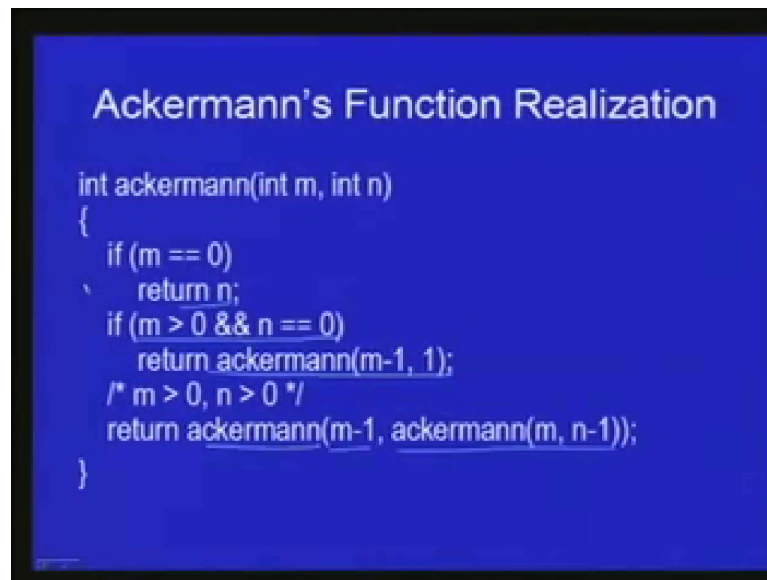 Ackermann's Function Realization
int ackermann(int m, int n)
{
if (m == 0)
return n;
if (m > 0 && n == 0)
return ackermann(m-1, 1);
/* m > 0, n > 0 */
return ackermann(m-1, ackermann(m, n-1));
}